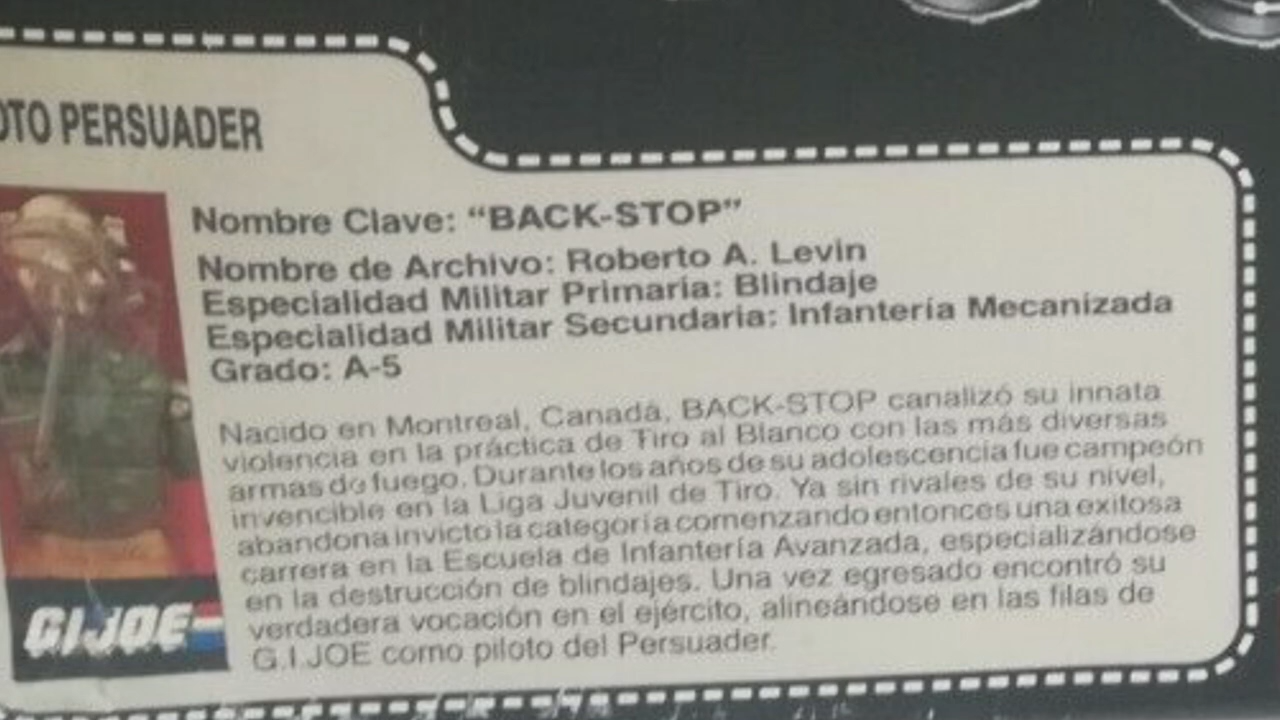 PERSUADER
Nombre Clave: “BACK-STOP”
Nombre de Archivo: Roberto A. Levin
Especialidad Militar Primaria: Blindaje
Especialidad Militar Secundaria: Infantería Mecanizada
Grado: A-5
Nacido en Montreal, Canadá, BACK-STOP canalizó su innata
violencia en la práctica de Tiro al Blanco con las más diversas
armas de fuego. Durante los años de su adolescencia fue campeón
invencible en la Liga Juvenil de Tiro. Ya sin rivales de su nivel,
abandona invicto la categoría comenzando entonces una exitosa
carrera en la Escuela de Infantería Avanzada, especializándose
en la destrucción de blindajes. Una vez egresado encontró su
verdadera vocación en el ejército, alineándose en las filas de
G.I.JOE como piloto del Persuader.
G.I.JOE